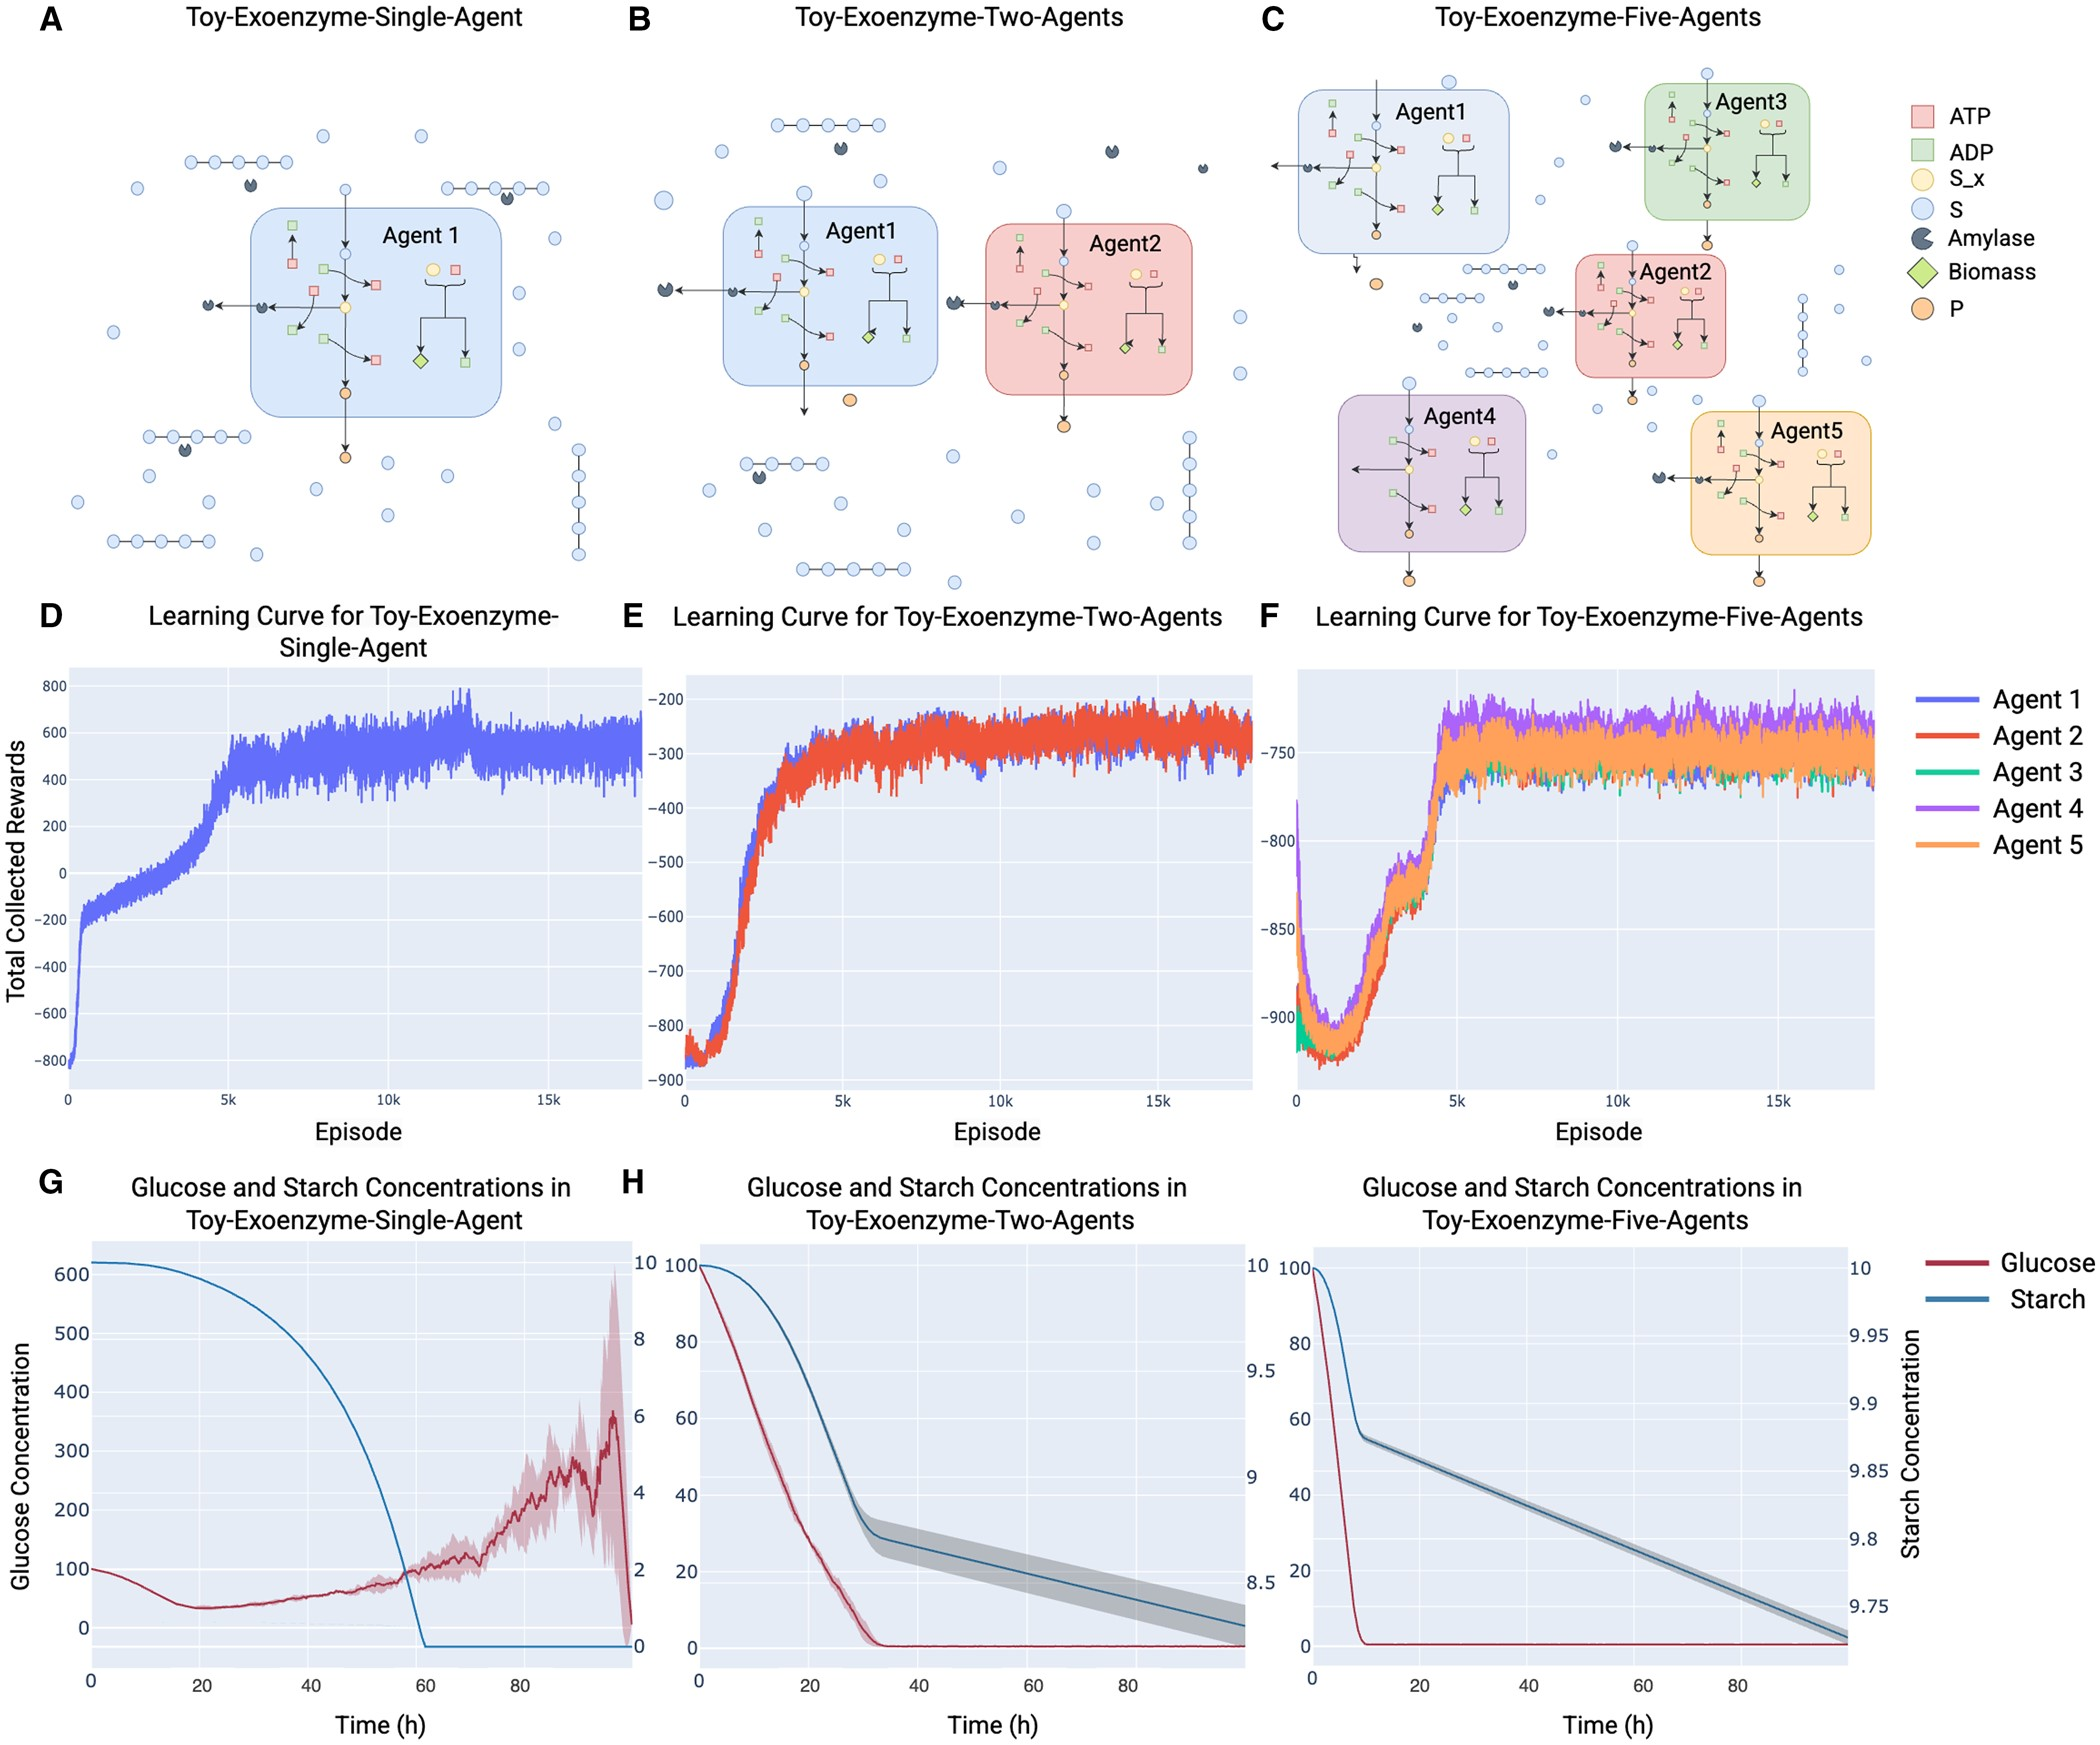 A
Toy-Exoenzyme-Single-Agent
B
Toy-Exoenzyme-Two-Agents
C
Toy-Exoenzyme-Five-Agents
Agent 1
Agent1
Agent2
Agent1
Agent3
Agent2
Agent4
Agent5
ATP
ADP
S_x
S
Amylase
Biomass
P
D
Learning Curve for Toy-Exoenzyme-
Single-Agent
E
Learning Curve for Toy-Exoenzyme-Two-Agents
F
Learning Curve for Toy-Exoenzyme-Five-Agents
Total Collected Rewards
800
600
400
200
0
−200
−400
−600
−800
0
5k
10k
15k
Episode
−200
−300
−400
−500
−600
−700
−800
−900
0
5k
10k
15k
Episode
−750
−800
−850
−900
0
5k
10k
15k
Episode
Agent 1
Agent 2
Agent 3
Agent 4
Agent 5
G
Glucose and Starch Concentrations in
Toy-Exoenzyme-Single-Agent
H
Glucose and Starch Concentrations in
Toy-Exoenzyme-Two-Agents
Glucose and Starch Concentrations in
Toy-Exoenzyme-Five-Agents
Glucose Concentration
600
500
400
300
200
100
0
10
8
6
4
2
0
0
20
40
60
80
Time (h)
100
80
60
40
20
0
10
9.5
9
8.5
0
20
40
60
80
Time (h)
100
80
60
40
20
0
10
9.95
9.9
9.85
9.8
9.75
0
20
40
60
80
Time (h)
Starch Concentration
Glucose
Starch